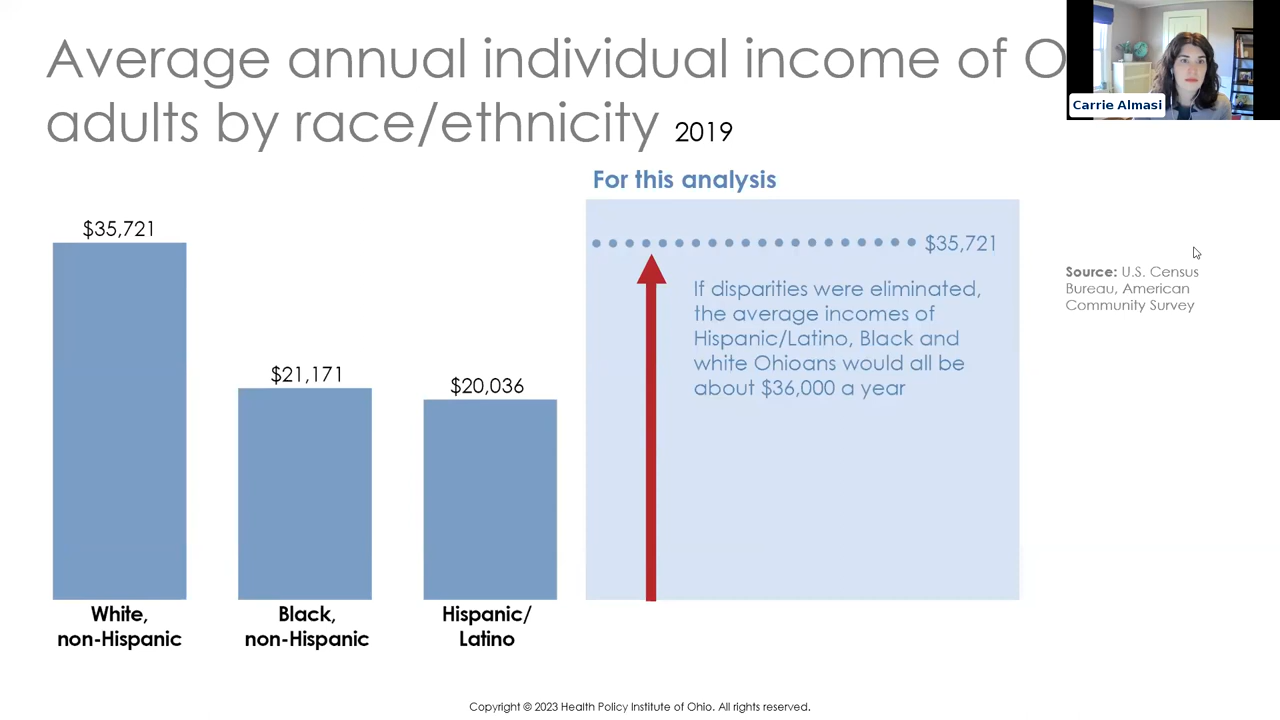 Average annual individual income of O
adults by race/ethnicity 2019
Carrie Almasi
For this analysis
$35,721
$21,171
$20,036
$35,721
If disparities were eliminated,
the average incomes of
Hispanic/Latino, Black and
white Ohioans would all be
about $36,000 a year
Source: U.S. Census
Bureau, American
Community Survey
White,
non-Hispanic
Black,
non-Hispanic
Hispanic/
Latino
Copyright © 2023 Health Policy Institute of Ohio. All rights reserved.